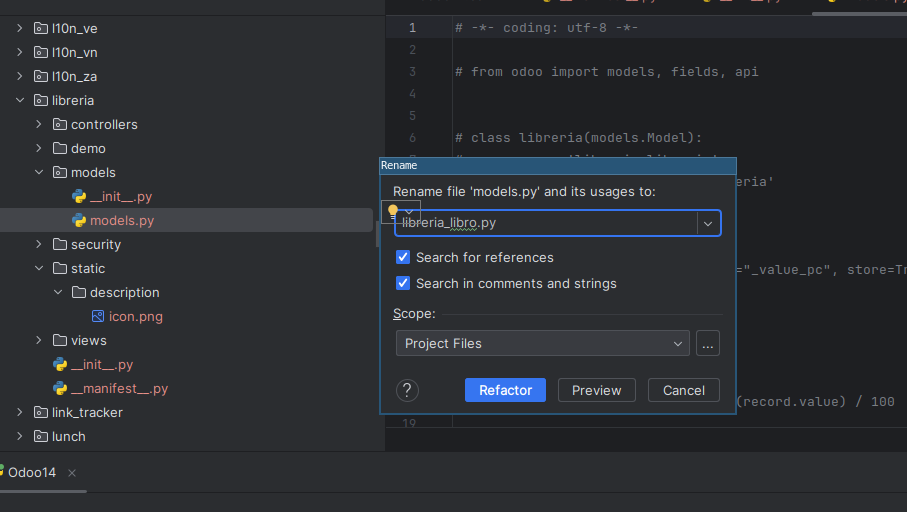 l10n_ve
l10n_vn
l10n_za
libreria
controllers
demo
models
__init__.py
models.py
security
static
description
icon.png
views
__init__.py
__manifest__.py
link_tracker
lunch
1 # -*- coding: utf-8 -*-
2
3 # from odoo import models, fields, api
4
5
6 # class libreria(models.Model):
Rename
Rename file 'models.py' and its usages to:
libreria_libro.py
Search for references
Search in comments and strings
Scope:
Project Files
...
?
Refactor
Preview
Cancel
eria'
="_value_pc", store=Tr
(record.value) / 100
19
Odoo14